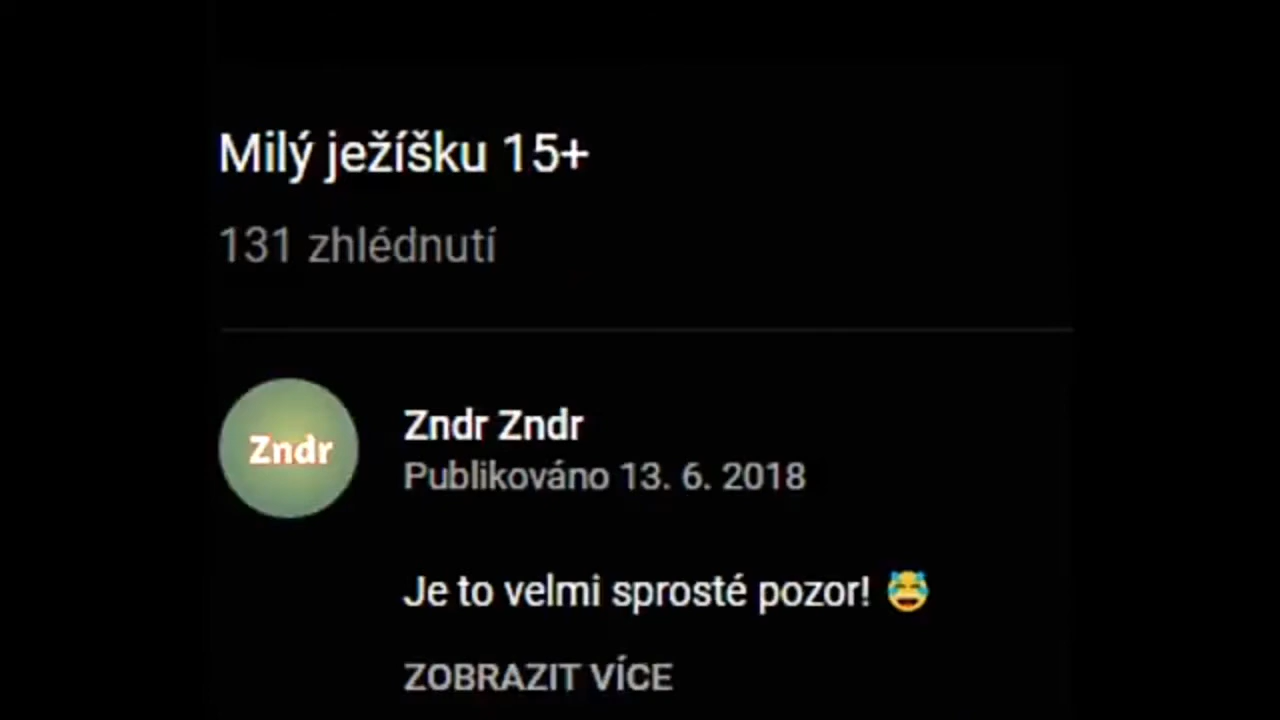 Milý ježíšku 15+
131 zhlédnutí
Zndr
Zndr Zndr
Publikováno 13. 6. 2018
Je to velmi sprosté pozor! 😅
ZOBRAZIT VÍCE